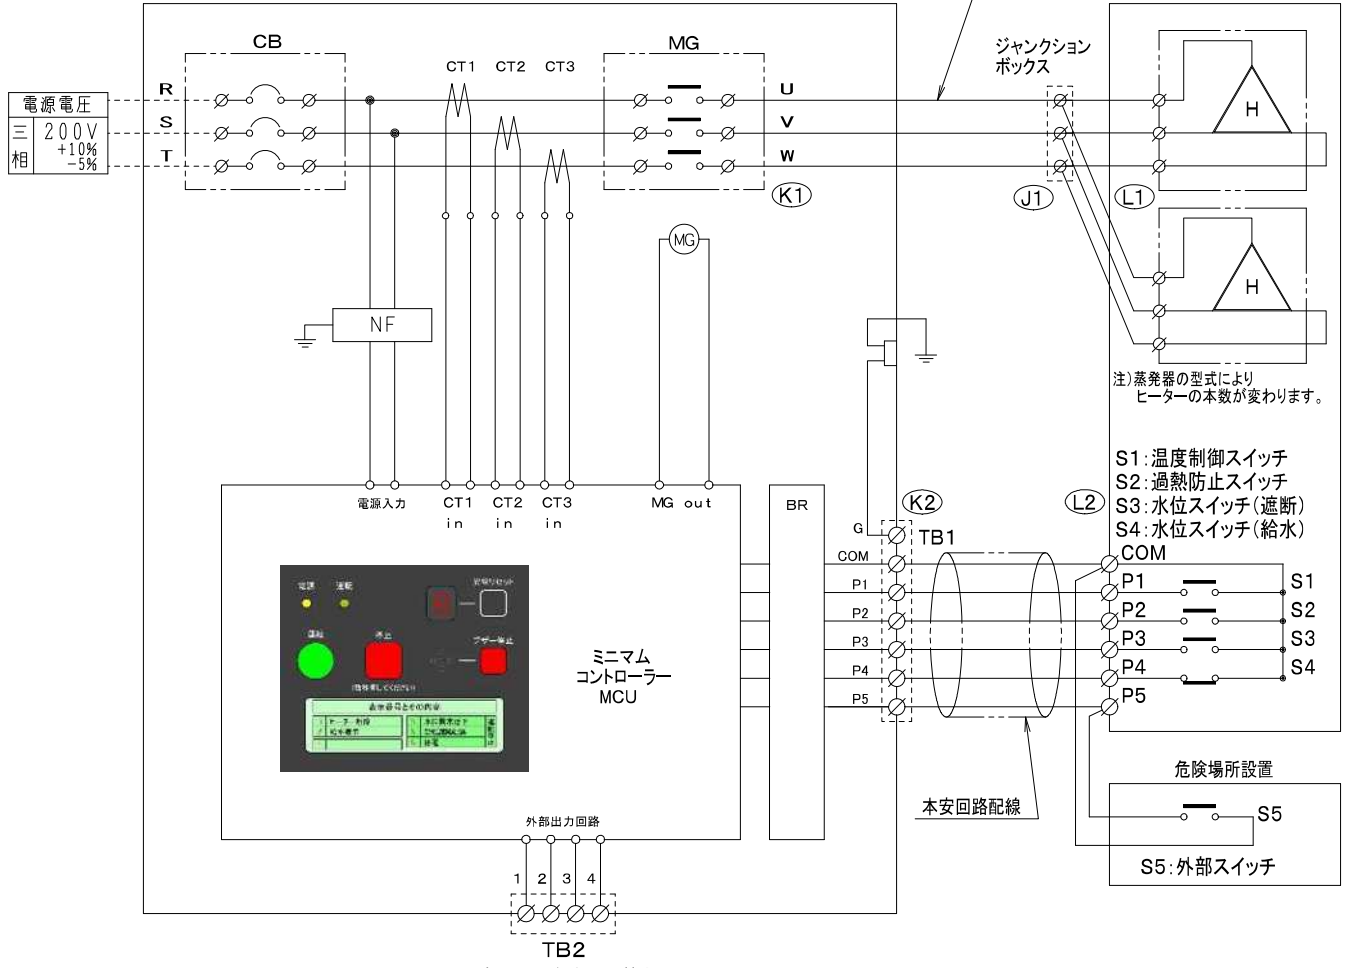 電源電圧
三相
200V
+10%
-5%
R
S
T
CB
CT1
CT2
CT3
MG
U
V
W
K1
ジャンクション
ボックス
J1
L1
H
H
注)蒸発器の型式により
ヒーターの本数が変わります。
MG
NF
電源入力
CT1
in
CT2
in
CT3
in
MG out
BR
K2
TB1
G
COM
P1
P2
P3
P4
P5
L2
S1:温度制御スイッチ
S2:過熱防止スイッチ
S3:水位スイッチ(遮断)
S4:水位スイッチ(給水)
COM
P1
P2
P3
P4
P5
S1
S2
S3
S4
電源
運転
運転
停止
ブザー停止
表示番号とその内容
ミニマム
コントローラー
MCU
本安回路配線
危険場所設置
S5
S5:外部スイッチ
外部出力回路
1
2
3
4
TB2